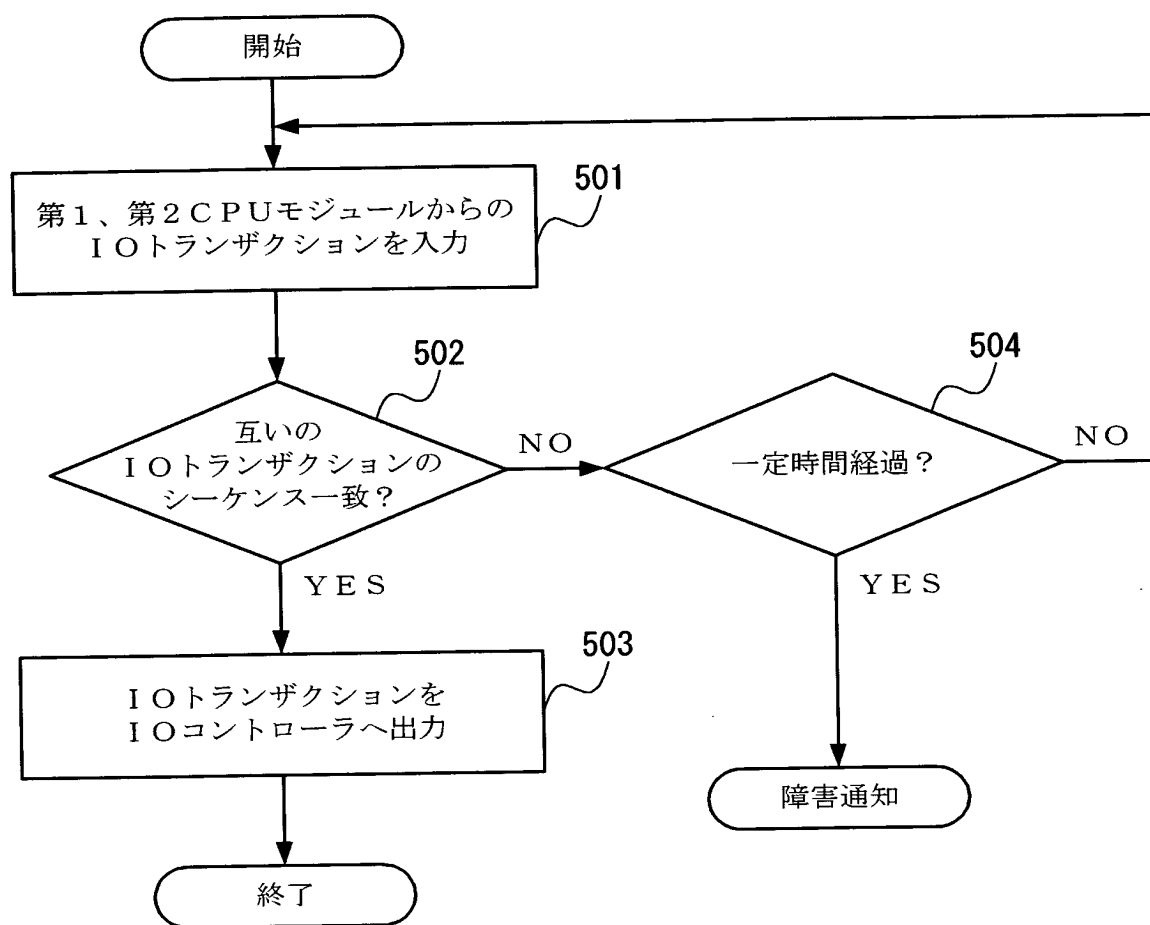 開始
第１、第２ＣＰＵモジュールからの
ＩＯトランザクションを入力
501
互いの
ＩＯトランザクションの
シーケンス一致？
502
ＮＯ
ＹＥＳ
一定時間経過？
504
ＮＯ
ＹＥＳ
ＩＯトランザクションを
ＩＯコントローラへ出力
503
障害通知
終了